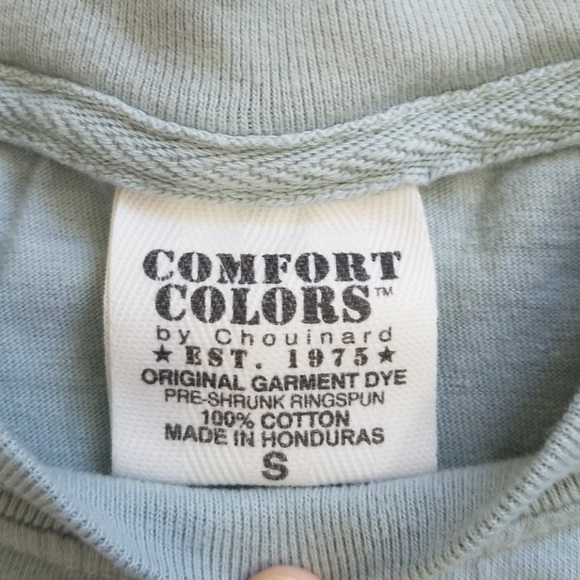 COMFORT
COLORS™
by Chouinard
★ EST. 1975 ★
ORIGINAL GARMENT DYE
PRE-SHRUNK RINGSPUN
100% COTTON
MADE IN HONDURAS
S